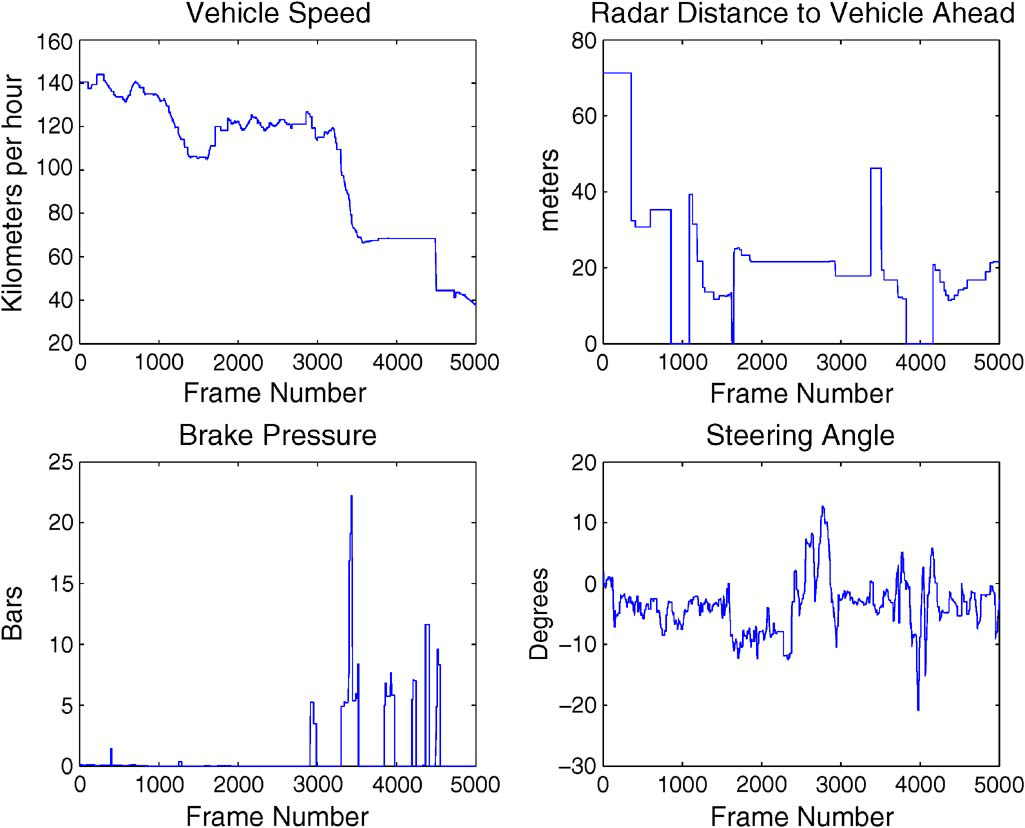 Vehicle Speed
Kilometers per hour
160
140
120
100
80
60
40
20
0 1000 2000 3000 4000 5000
Frame Number
Radar Distance to Vehicle Ahead
meters
80
60
40
20
0
0 1000 2000 3000 4000 5000
Frame Number
Brake Pressure
Bars
25
20
15
10
5
0
0 1000 2000 3000 4000 5000
Frame Number
Steering Angle
Degrees
20
10
0
−10
−20
−30
0 1000 2000 3000 4000 5000
Frame Number